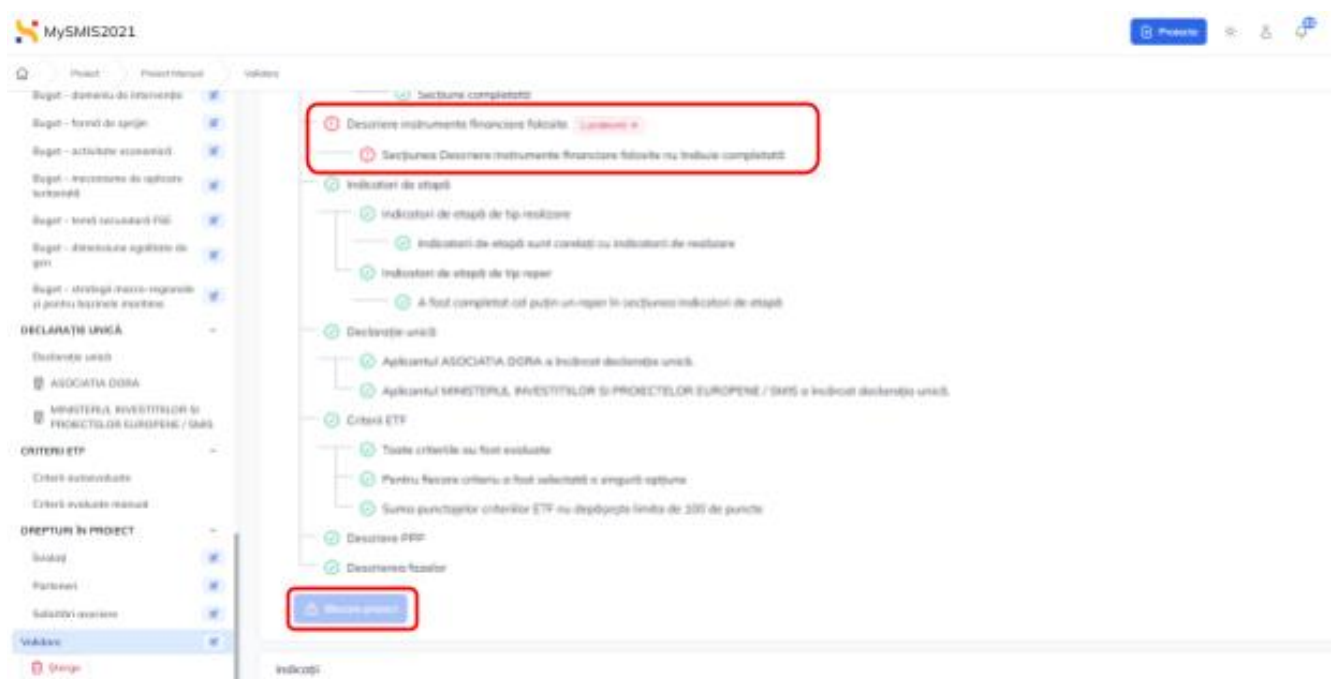 MySMIS2021
Proiecte
Proiect
Proiect Manual
Validare
Buget - domeniu de intervenție
Buget - formă de sprijin
Buget - activitate economică
Buget - mecanisme de aplicare
teritorială
Buget - temă secundară FSE
Buget - dimensiune egalitate de
gen
Buget - strategii macro-regionale
și pentru bazinele maritime
DECLARAȚIE UNICĂ
Declarație unică
ASOCIATIA DORA
MINISTERUL INVESTITIILOR SI
PROIECTELOR EUROPENE / SMIS
CRITERII ETF
Criterii autoevaluate
Criterii evaluate manual
DREPTURI ÎN PROIECT
Invitați
Parteneri
Solicitări asociere
Validare
Șterge
Secțiune completată
Descriere instrumente financiare folosite
Secțiunea Descriere instrumente financiare folosite nu trebuie completată
Indicatori de etapă
Indicatori de etapă de tip realizare
Indicatorii de etapă sunt corelați cu indicatorii de realizare
Indicatori de etapă de tip reper
A fost completat cel puțin un reper în secțiunea indicatori de etapă
Declarație unică
Aplicantul ASOCIATIA DORA a încărcat declarația unică.
Aplicantul MINISTERUL INVESTITIILOR SI PROIECTELOR EUROPENE / SMIS a încărcat declarația unică.
Criterii ETF
Toate criteriile au fost evaluate
Pentru fiecare criteriu a fost selectată o singură opțiune
Suma punctajelor criteriilor ETF nu depășește limita de 100 de puncte
Descriere PPP
Descrierea fazelor
Blocare proiect
Indicații